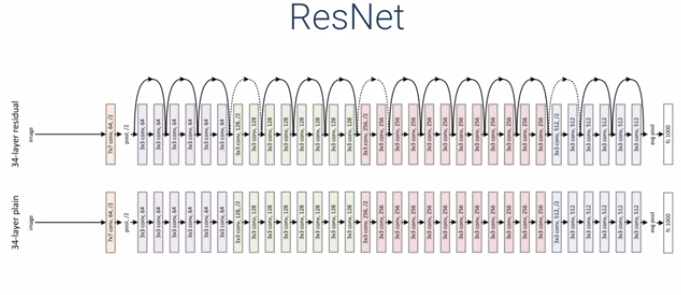 ResNet
34-layer residual
image
7x7 conv, 64, /2
pool, /2
3x3 conv, 64
3x3 conv, 64
3x3 conv, 64
3x3 conv, 64
3x3 conv, 64
3x3 conv, 64
3x3 conv, 128, /2
3x3 conv, 128
3x3 conv, 128
3x3 conv, 128
3x3 conv, 128
3x3 conv, 128
3x3 conv, 128
3x3 conv, 128
3x3 conv, 256, /2
3x3 conv, 256
3x3 conv, 256
3x3 conv, 256
3x3 conv, 256
3x3 conv, 256
3x3 conv, 256
3x3 conv, 256
3x3 conv, 256
3x3 conv, 256
3x3 conv, 256
3x3 conv, 256
3x3 conv, 512, /2
3x3 conv, 512
3x3 conv, 512
3x3 conv, 512
3x3 conv, 512
3x3 conv, 512
avg pool
fc 1000
34-layer plain
image
7x7 conv, 64, /2
pool, /2
3x3 conv, 64
3x3 conv, 64
3x3 conv, 64
3x3 conv, 64
3x3 conv, 64
3x3 conv, 64
3x3 conv, 128, /2
3x3 conv, 128
3x3 conv, 128
3x3 conv, 128
3x3 conv, 128
3x3 conv, 128
3x3 conv, 128
3x3 conv, 128
3x3 conv, 256, /2
3x3 conv, 256
3x3 conv, 256
3x3 conv, 256
3x3 conv, 256
3x3 conv, 256
3x3 conv, 256
3x3 conv, 256
3x3 conv, 256
3x3 conv, 256
3x3 conv, 256
3x3 conv, 256
3x3 conv, 512, /2
3x3 conv, 512
3x3 conv, 512
3x3 conv, 512
3x3 conv, 512
3x3 conv, 512
avg pool
fc 1000